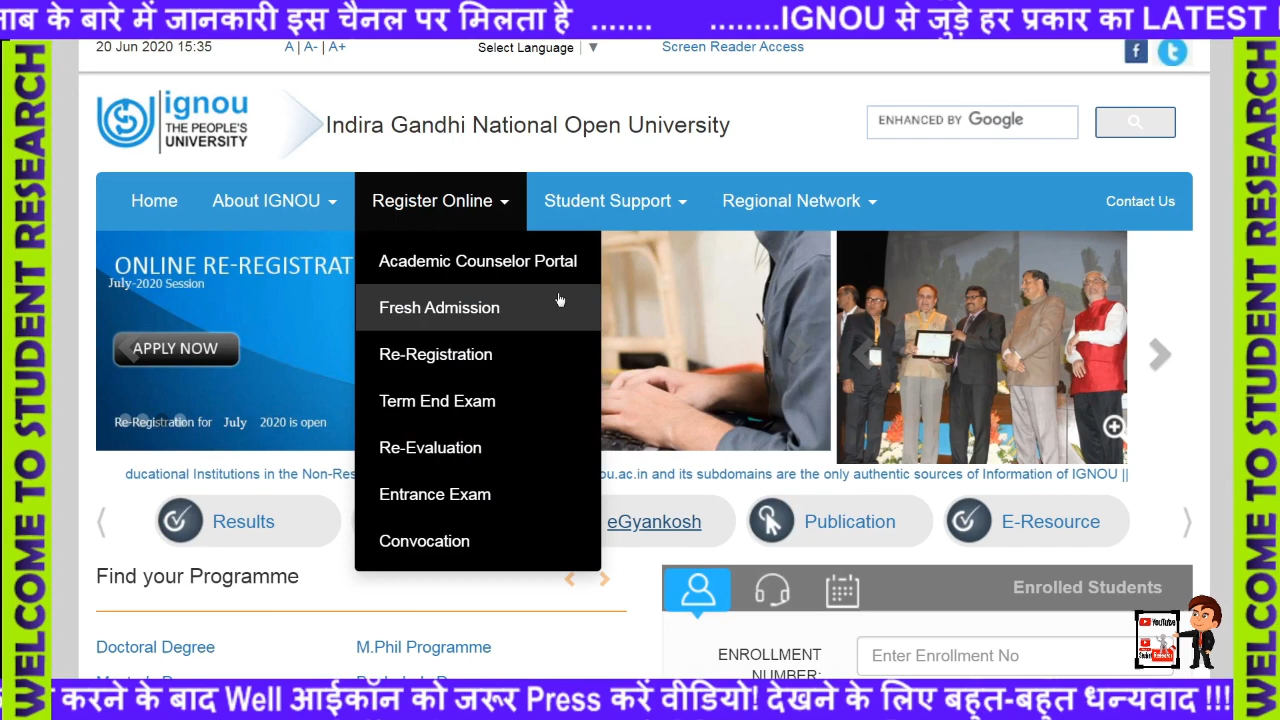 ाब के बारे में जानकारी इस चैनल पर मिलता है ....... ........IGNOU से जुड़े हर प्रकार का LATEST
20 Jun 2020 15:35 A | A- | A+ Select Language ▼ Screen Reader Access
ignou
THE PEOPLE'S
UNIVERSITY
Indira Gandhi National Open University
ENHANCED BY Google
Home About IGNOU Register Online Student Support Regional Network Contact Us
ONLINE RE-REGISTRAT
July-2020 Session
APPLY NOW
Re-Registration for July 2020 is open
Academic Counselor Portal
Fresh Admission
Re-Registration
Term End Exam
Re-Evaluation
Entrance Exam
Convocation
ducational Institutions in the Non-Res ou.ac.in and its subdomains are the only authentic sources of Information of IGNOU ||
Results eGyankosh Publication E-Resource
Find your Programme
Enrolled Students
Doctoral Degree M.Phil Programme
ENROLLMENT
NUMBER:
Enter Enrollment No
YouTube
WELCOME TO STUDENT RESEARCH
WELCOME TO STUDENT RESEARCH
करने के बाद Well आईकॉन को जरूर Press करें वीडियो! देखने के लिए बहुत-बहुत धन्यवाद !!!